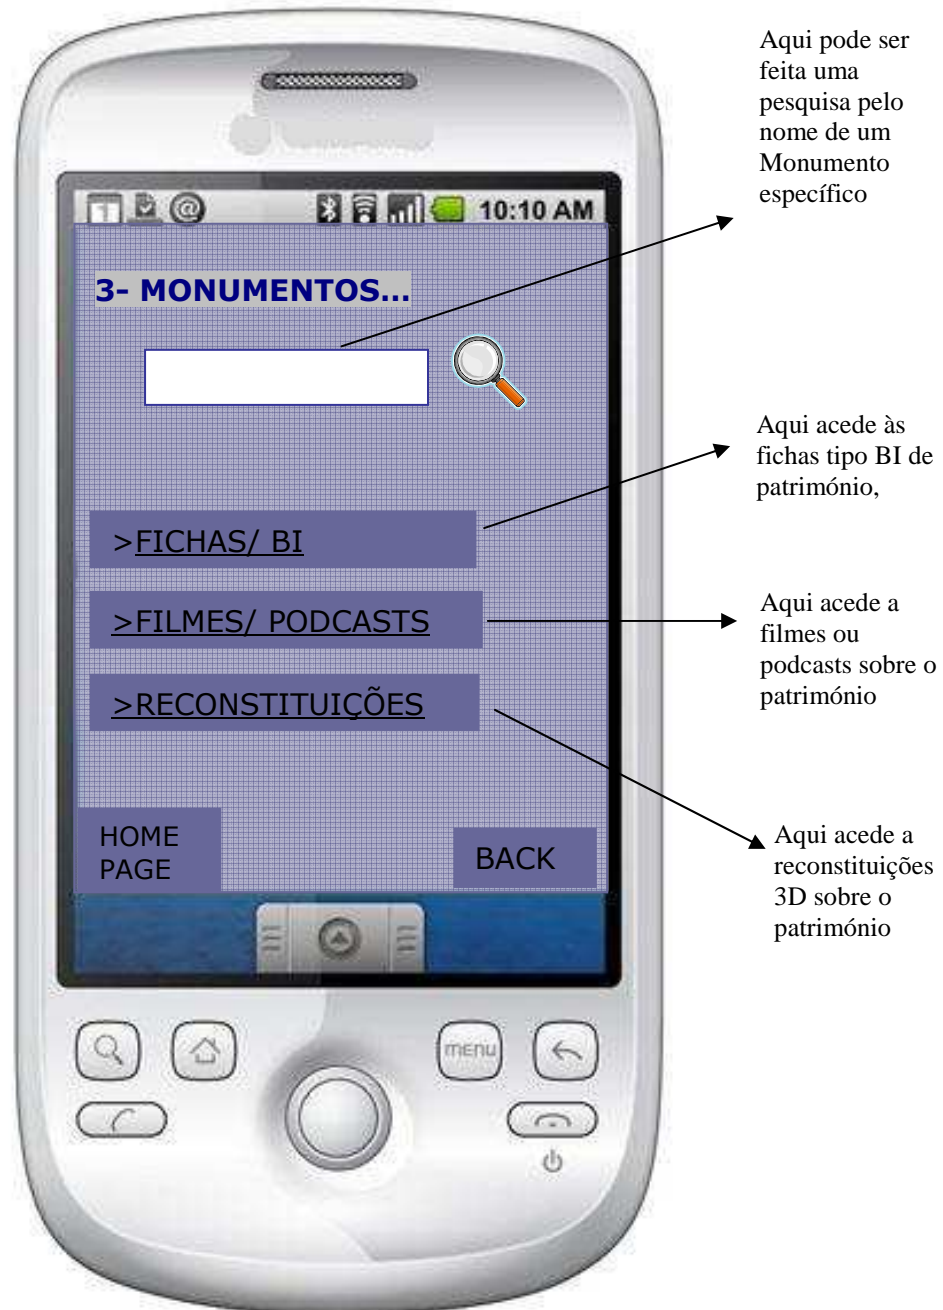 Aqui pode ser
feita uma
pesquisa pelo
nome de um
Monumento
específico
10:10 AM
3- MONUMENTOS...
Aqui acede às
fichas tipo BI de
património,
>FICHAS/ BI
Aqui acede a
filmes ou
podcasts sobre o
património
>FILMES/ PODCASTS
>RECONSTITUIÇÕES
Aqui acede a
reconstituições
3D sobre o
património
HOME
PAGE
BACK
menu